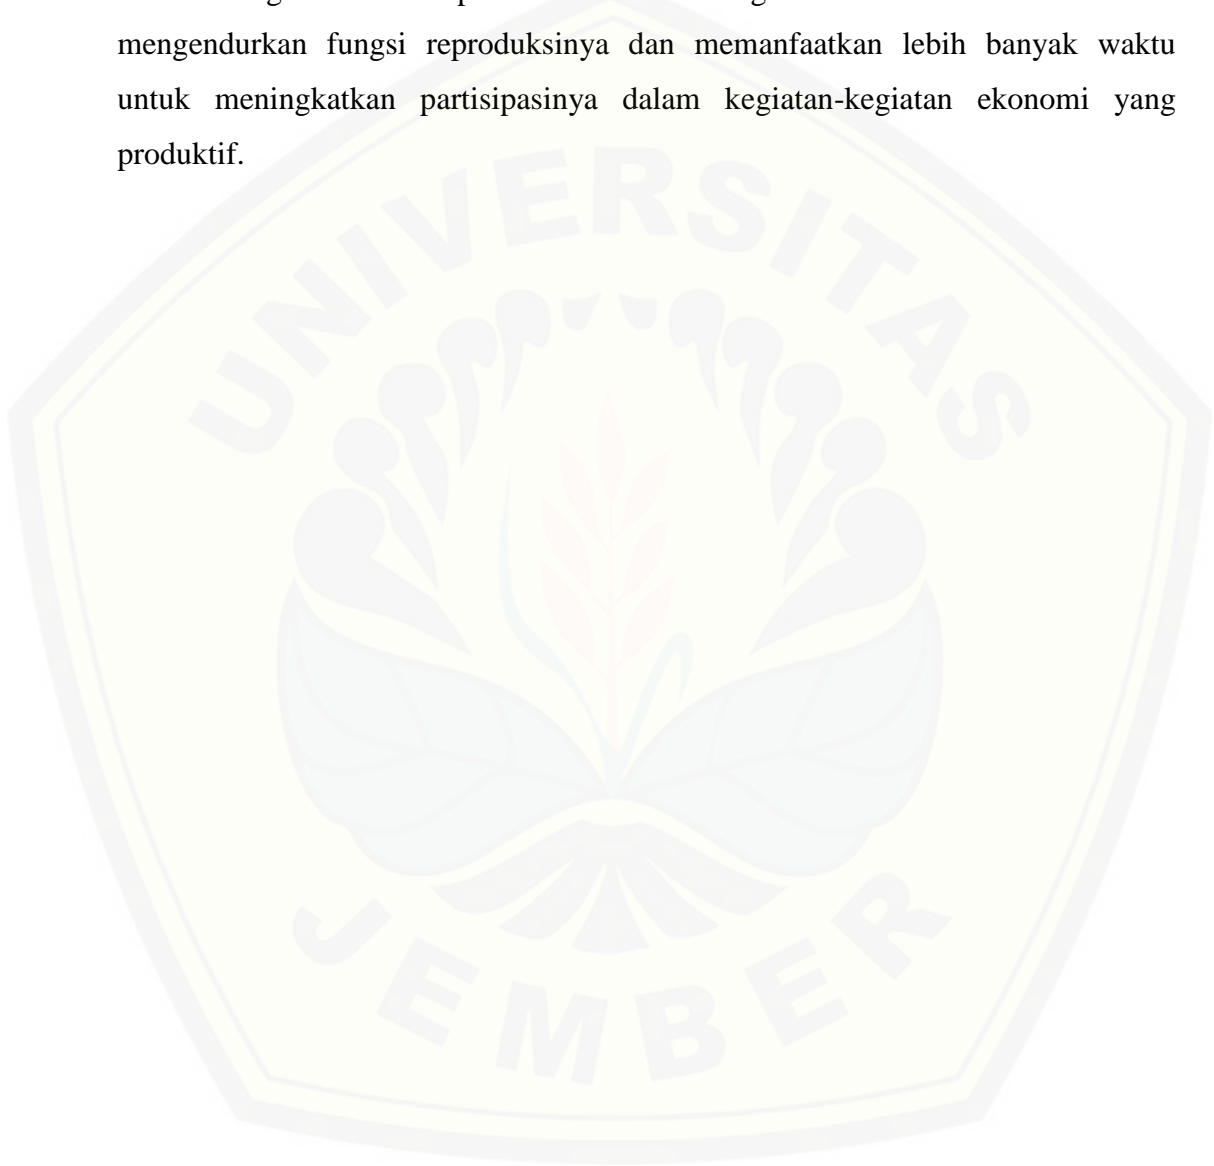 mengendurkan fungsi reproduksinya dan memanfaatkan lebih banyak waktu
untuk meningkatkan partisipasinya dalam kegiatan-kegiatan ekonomi yang
produktif.
UNIVERSITAS
JEMBER